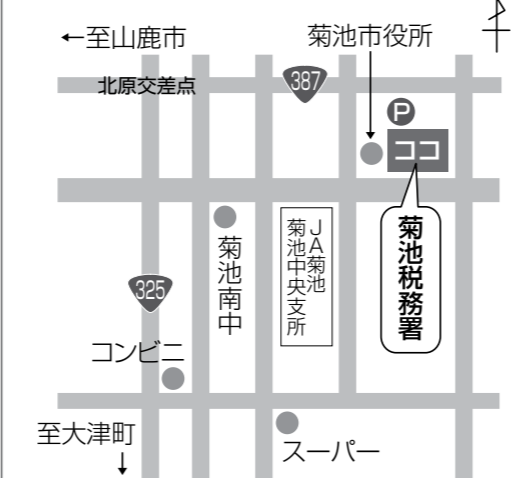 ←至山鹿市
菊池市役所
北原交差点
387
P
ココ
菊池税務署
JA菊池
菊池中央支所
菊池南中
325
コンビニ
至大津町
↓
スーパー